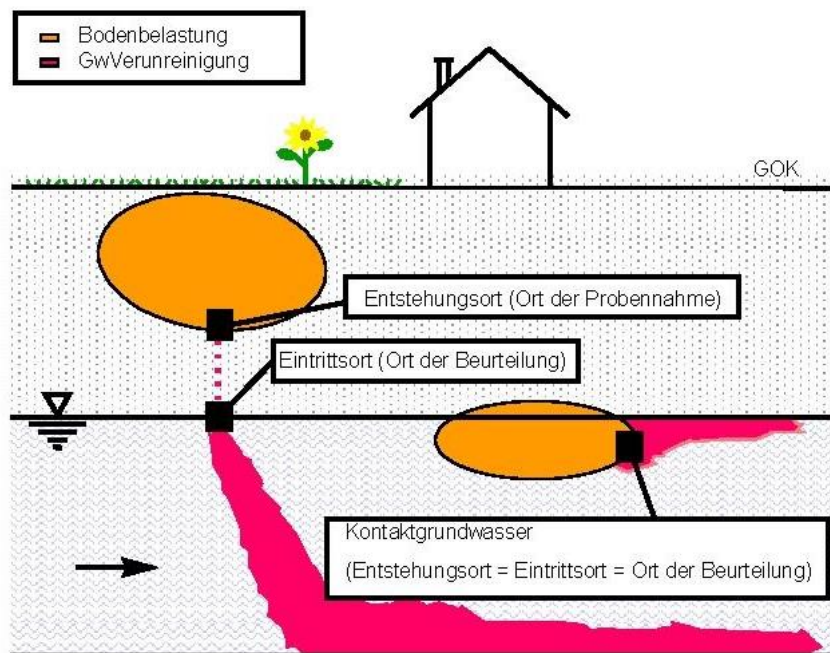 Bodenbelastung
GwVerunreinigung
GOK
Entstehungsort (Ort der Probennahme)
Eintrittsort (Ort der Beurteilung)
Kontaktgrundwasser
(Entstehungsort = Eintrittsort = Ort der Beurteilung)